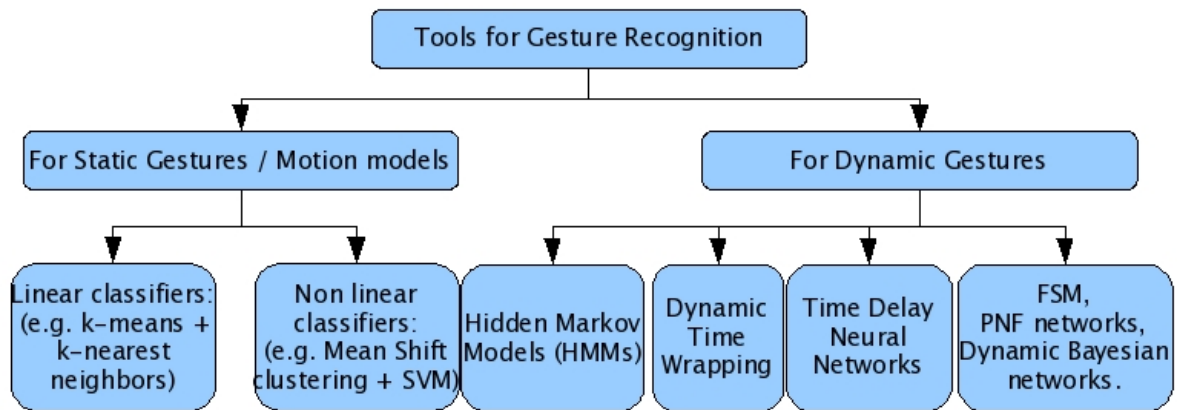 Tools for Gesture Recognition
For Static Gestures / Motion models
For Dynamic Gestures
Linear classifiers:
(e.g. k-means +
k-nearest
neighbors)
Non linear
classifiers:
(e.g. Mean Shift
clustering + SVM)
Hidden Markov
Models (HMMs)
Dynamic
Time
Wrapping
Time Delay
Neural
Networks
FSM,
PNF networks,
Dynamic Bayesian
networks.